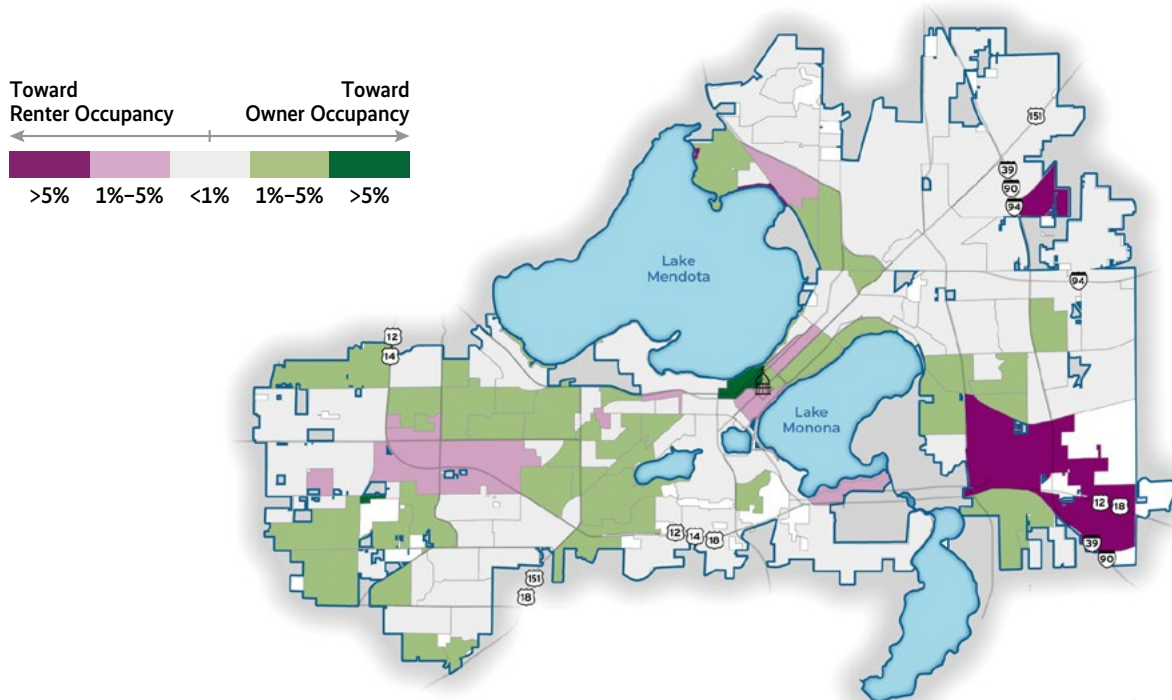 Toward
Renter Occupancy
Toward
Owner Occupancy
>5%
1%–5%
<1%
1%–5%
>5%
151
39
90
94
Lake
Mendota
94
12
14
Lake
Monona
12
18
12
14
18
39
90
151
18